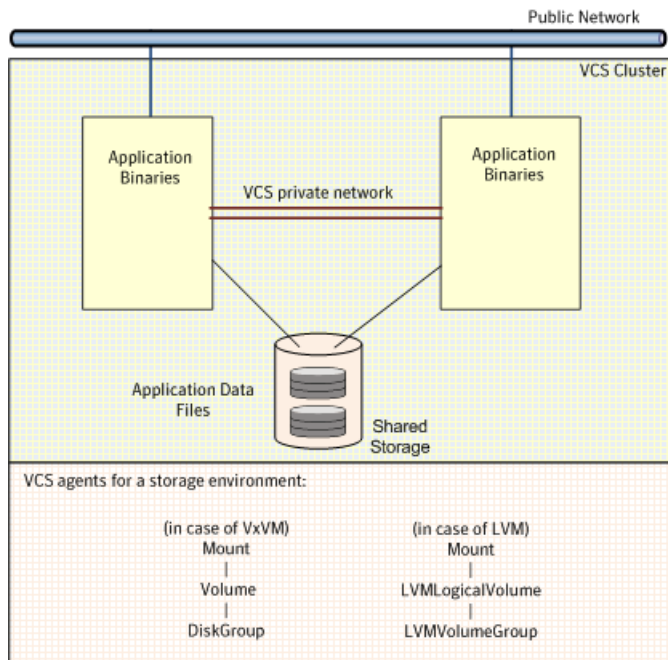 Public Network
VCS Cluster
Application
Binaries
Application
Binaries
VCS private network
Application Data
Files
Shared
Storage
VCS agents for a storage environment:
(in case of VxVM)
Mount
|
Volume
|
DiskGroup
(in case of LVM)
Mount
|
LVMLogicalVolume
|
LVMVolumeGroup